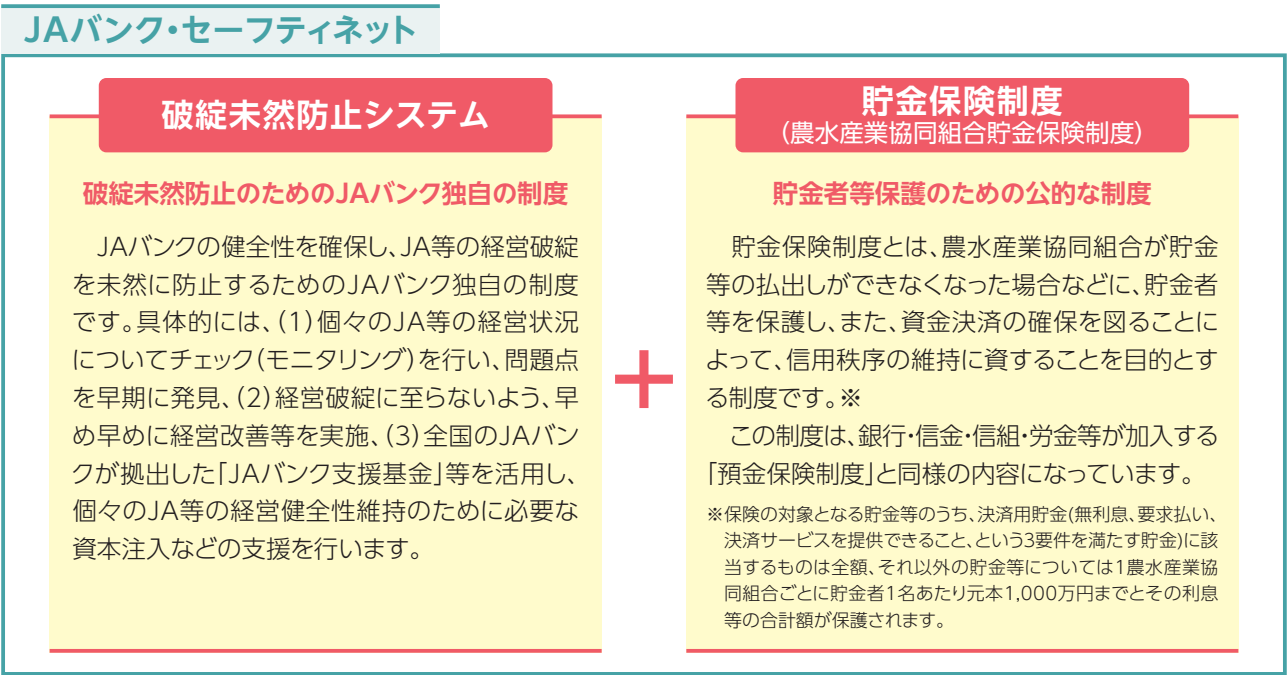 JAバンク・セーフティネット
破綻未然防止システム
破綻未然防止のためのJAバンク独自の制度
JAバンクの健全性を確保し、JA等の経営破綻
を未然に防止するためのJAバンク独自の制度
です。具体的には、(1)個々のJA等の経営状況
についてチェック(モニタリング)を行い、問題点
を早期に発見、(2)経営破綻に至らないよう、早
め早めに経営改善等を実施、(3)全国のJAバン
クが拠出した「JAバンク支援基金」等を活用し、
個々のJA等の経営健全性維持のために必要な
資本注入などの支援を行います。
+
貯金保険制度
(農水産業協同組合貯金保険制度)
貯金者等保護のための公的な制度
貯金保険制度とは、農水産業協同組合が貯金
等の払出しができなくなった場合などに、貯金者
等を保護し、また、資金決済の確保を図ることに
よって、信用秩序の維持に資することを目的とす
る制度です。※
この制度は、銀行・信金・信組・労金等が加入する
「預金保険制度」と同様の内容になっています。
※保険の対象となる貯金等のうち、決済用貯金(無利息、要求払い、
決済サービスを提供できること、という3要件を満たす貯金)に該
当するものは全額、それ以外の貯金等については1農水産業協
同組合ごとに貯金者1名あたり元本1,000万円までとその利息
等の合計額が保護されます。